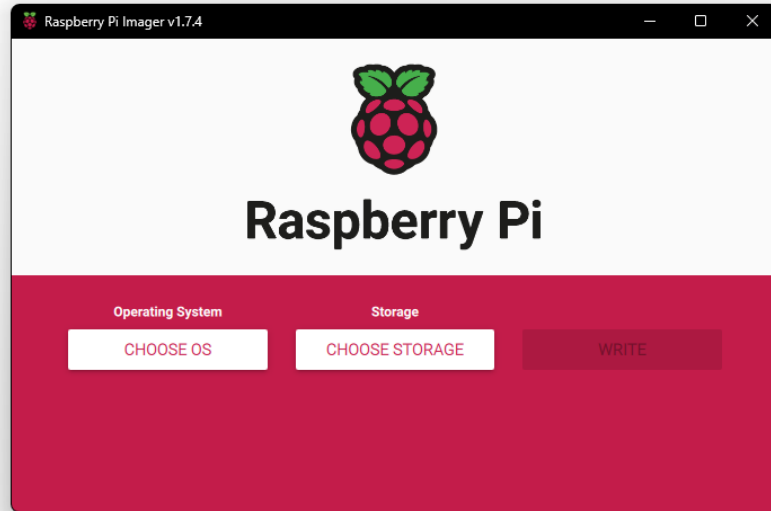 Raspberry Pi Imager v1.7.4
Raspberry Pi
Operating System
Storage
CHOOSE OS
CHOOSE STORAGE
WRITE